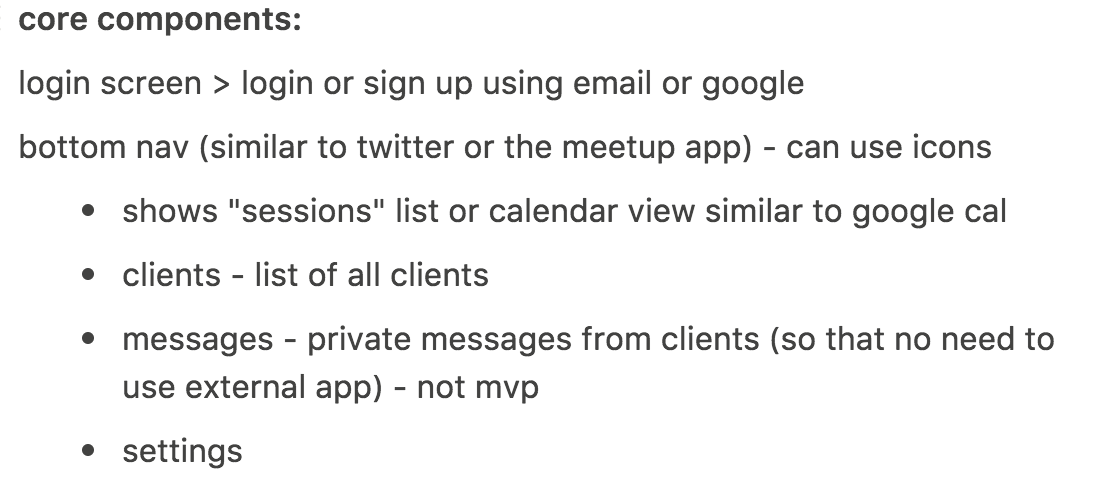 core components:
login screen > login or sign up using email or google
bottom nav (similar to twitter or the meetup app) - can use icons
• shows "sessions" list or calendar view similar to google cal
• clients - list of all clients
• messages - private messages from clients (so that no need to
use external app) - not mvp
• settings